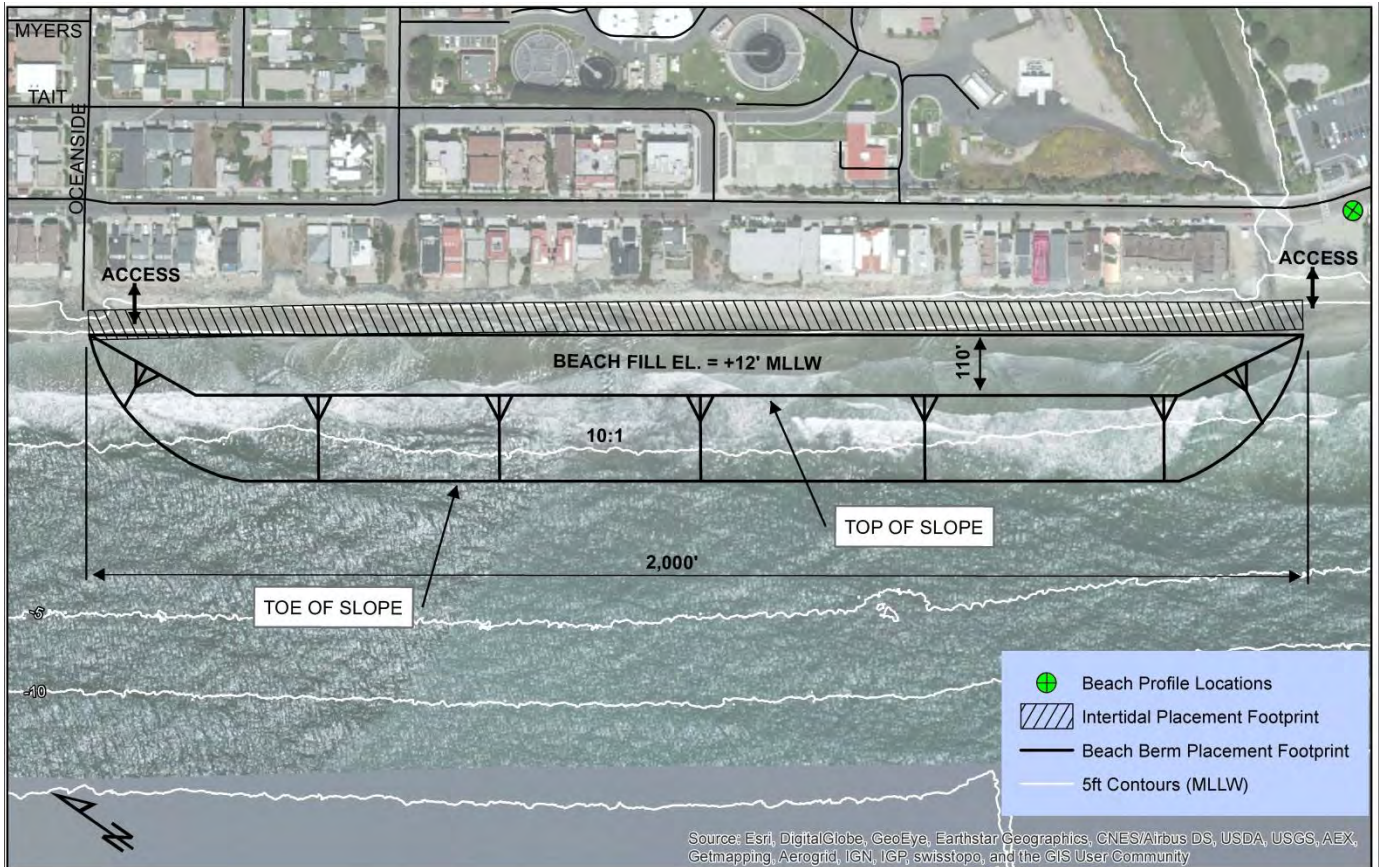 MYERS
TAIT
OCEANSIDE
ACCESS
ACCESS
BEACH FILL EL. = +12' MLLW
110'
10:1
TOP OF SLOPE
2,000'
TOE OF SLOPE
-5
-10
Beach Profile Locations
Intertidal Placement Footprint
Beach Berm Placement Footprint
5ft Contours (MLLW)
N
Source: Esri, DigitalGlobe, GeoEye, Earthstar Geographics, CNES/Airbus DS, USDA, USGS, AEX,
Getmapping, Aerogrid, IGN, IGP, swisstopo, and the GIS User Community